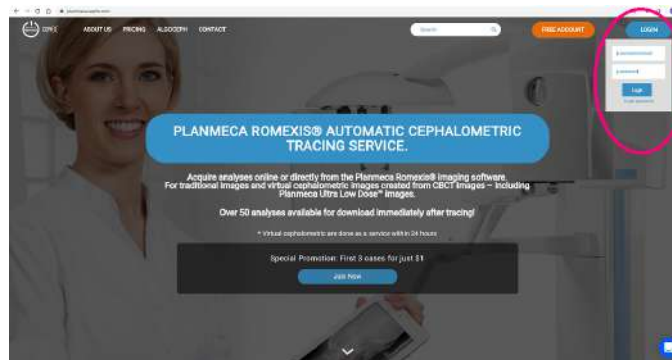 ABOUT US PRICING ALGOCEPH CONTACT
Search
FREE ACCOUNT
LOGIN
Login
PLANMECA ROMEXIS® AUTOMATIC CEPHALOMETRIC
TRACING SERVICE.
Acquire analyses online or directly from the Planmeca Romexis® imaging software.
For traditional images and virtual cephalometric images created from CBCT images – including
Planmeca Ultra Low Dose™ images.
Over 50 analyses available for download immediately after tracing!
* Virtual cephalometric are done as a service within 24 hours
Special Promotion: First 3 cases for just $1
Join Now